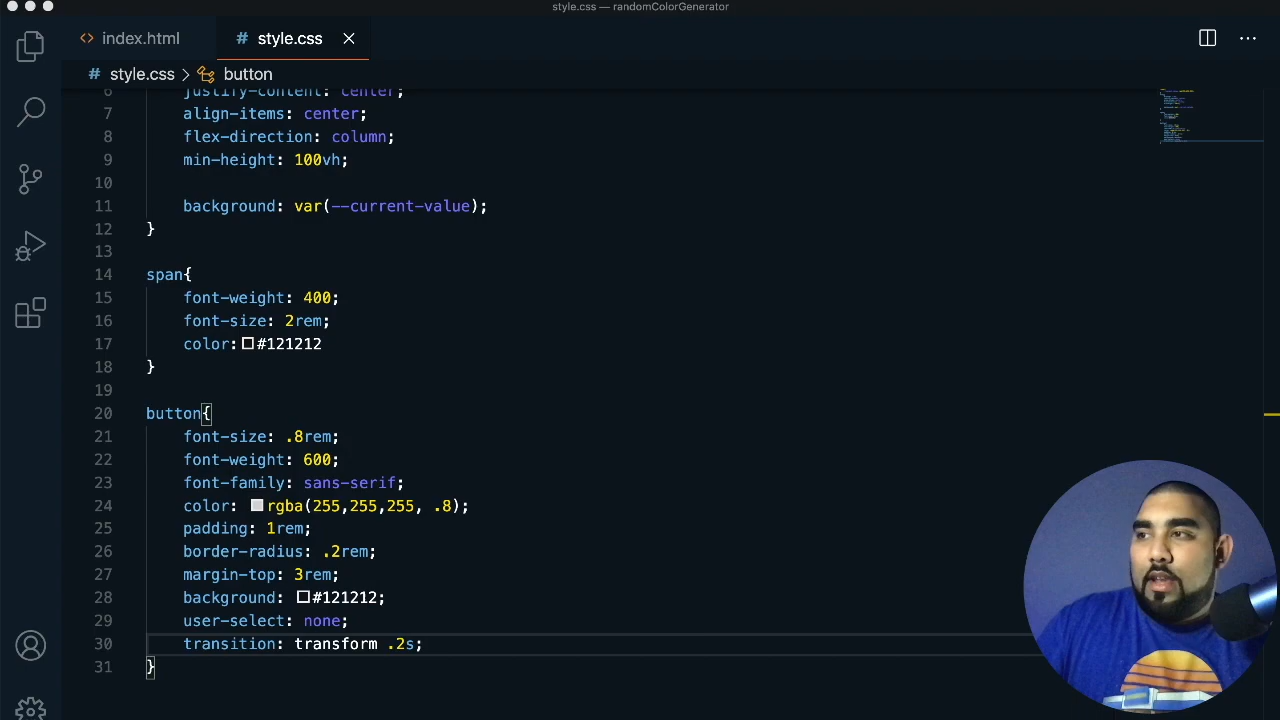 style.css — randomColorGenerator
<> index.html
# style.css
# style.css > button
6 justify-content: center;
7 align-items: center;
8 flex-direction: column;
9 min-height: 100vh;
10
11 background: var(--current-value);
12 }
13
14 span{
15 font-weight: 400;
16 font-size: 2rem;
17 color: #121212
18 }
19
20 button{
21 font-size: .8rem;
22 font-weight: 600;
23 font-family: sans-serif;
24 color: rgba(255,255,255, .8);
25 padding: 1rem;
26 border-radius: .2rem;
27 margin-top: 3rem;
28 background: #121212;
29 user-select: none;
30 transition: transform .2s;
31 }